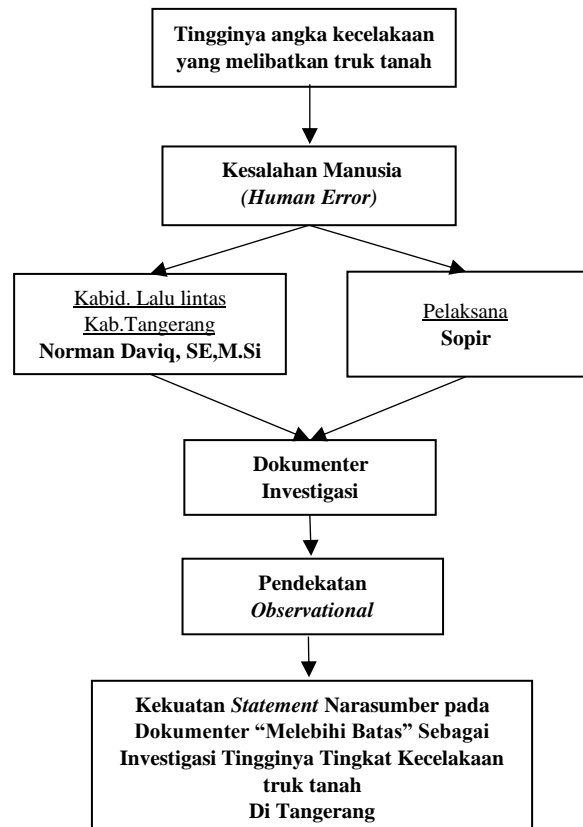 Tingginya angka kecelakaan
yang melibatkan truk tanah
Kesalahan Manusia
(Human Error)
Kabid. Lalu lintas
Kab.Tangerang
Norman Daviq, SE,M.Si
Pelaksana
Sopir
Dokumenter
Investigasi
Pendekatan
Observational
Kekuatan Statement Narasumber pada
Dokumenter “Melebihi Batas” Sebagai
Investigasi Tingginya Tingkat Kecelakaan
truk tanah
Di Tangerang